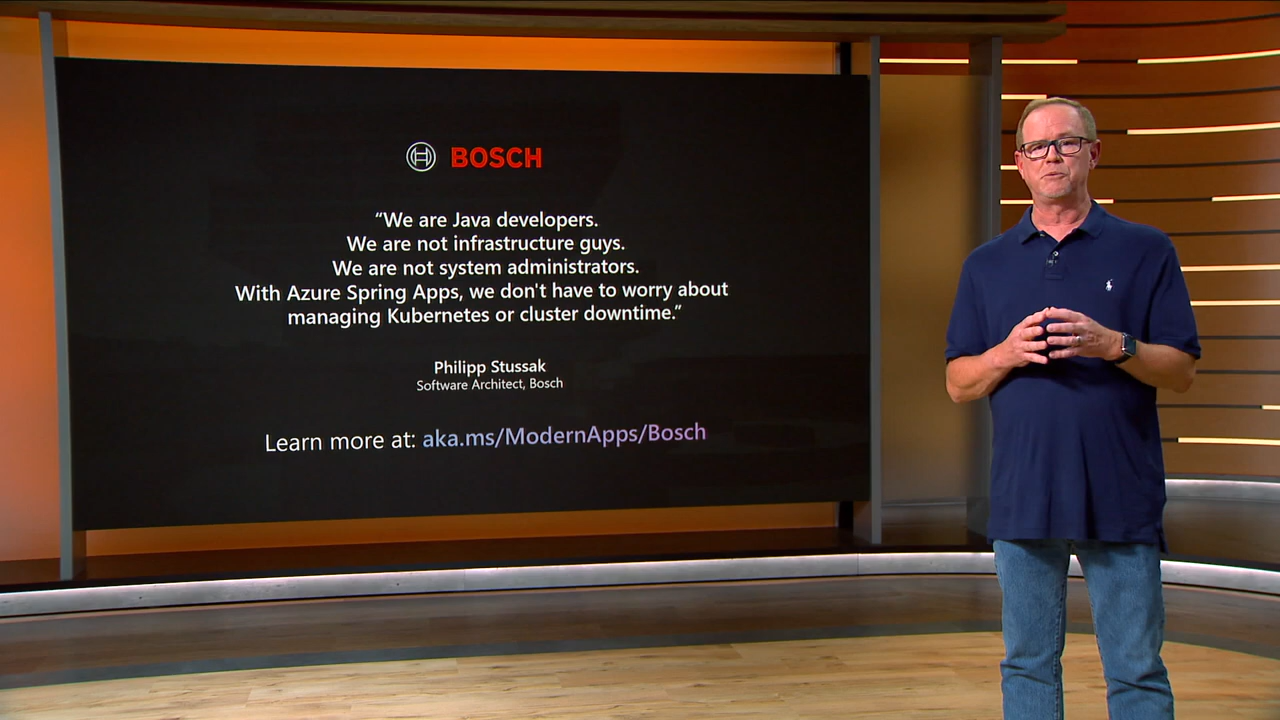 BOSCH
“We are Java developers.
We are not infrastructure guys.
We are not system administrators.
With Azure Spring Apps, we don't have to worry about
managing Kubernetes or cluster downtime.”
Philipp Stussak
Software Architect, Bosch
Learn more at: aka.ms/ModernApps/Bosch